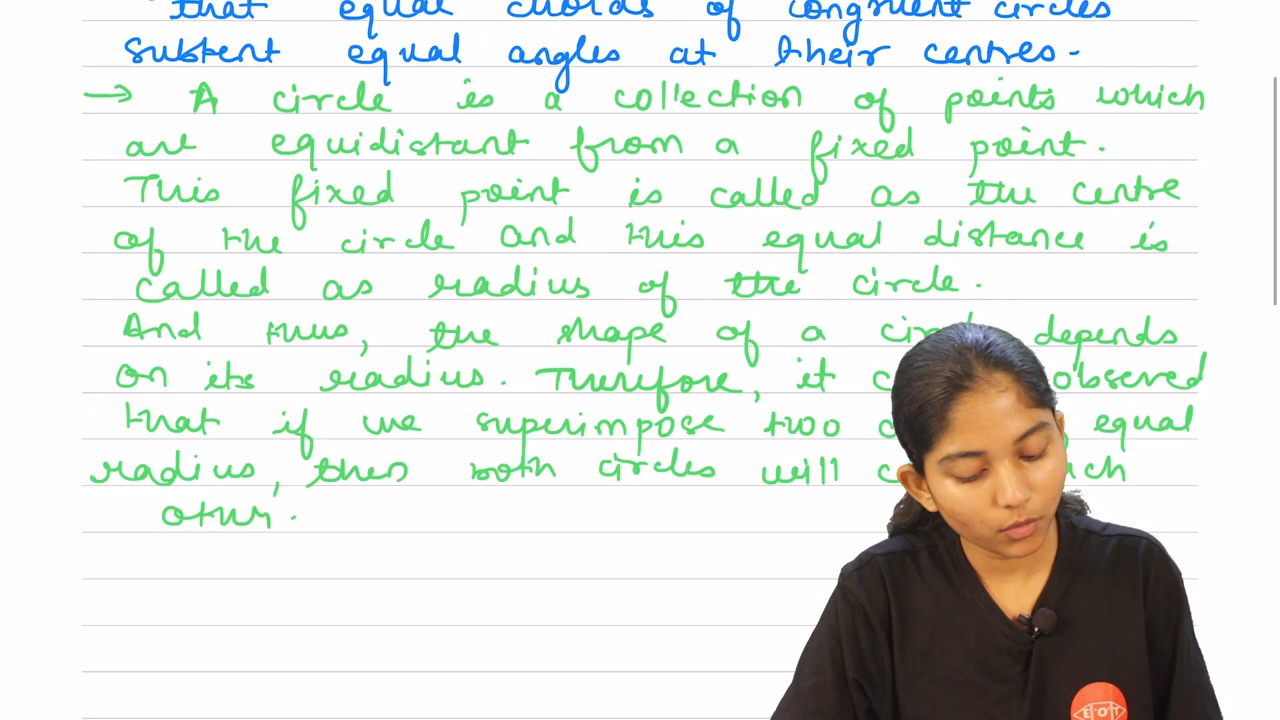 that equal chords of congruent circles
subtent equal angles at their centres.
→ A circle is a collection of points which
are equidistant from a fixed point.
This fixed point is called as the centre
of the circle and this equal distance is
called as radius of the circle.
And thus, the shape of a circle depends
on its radius. Therefore, it observed
that if we superimpose two equal
radius, then both circles will each
other.
E.O.T